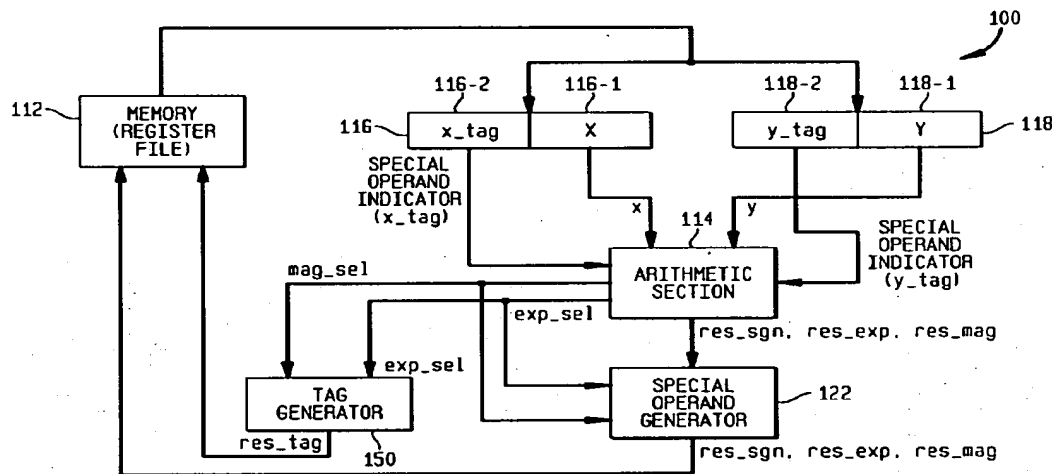 100
112
MEMORY
(REGISTER
FILE)
116-2
116-1
118-2
118-1
116
x_tag
X
y_tag
Y
118
SPECIAL
OPERAND
INDICATOR
(x_tag)
x
y
114
SPECIAL
OPERAND
INDICATOR
(y_tag)
ARITHMETIC
SECTION
mag_sel
exp_sel
res_sgn, res_exp, res_mag
exp_sel
TAG
GENERATOR
SPECIAL
OPERAND
GENERATOR
122
res_tag
150
res_sgn, res_exp, res_mag